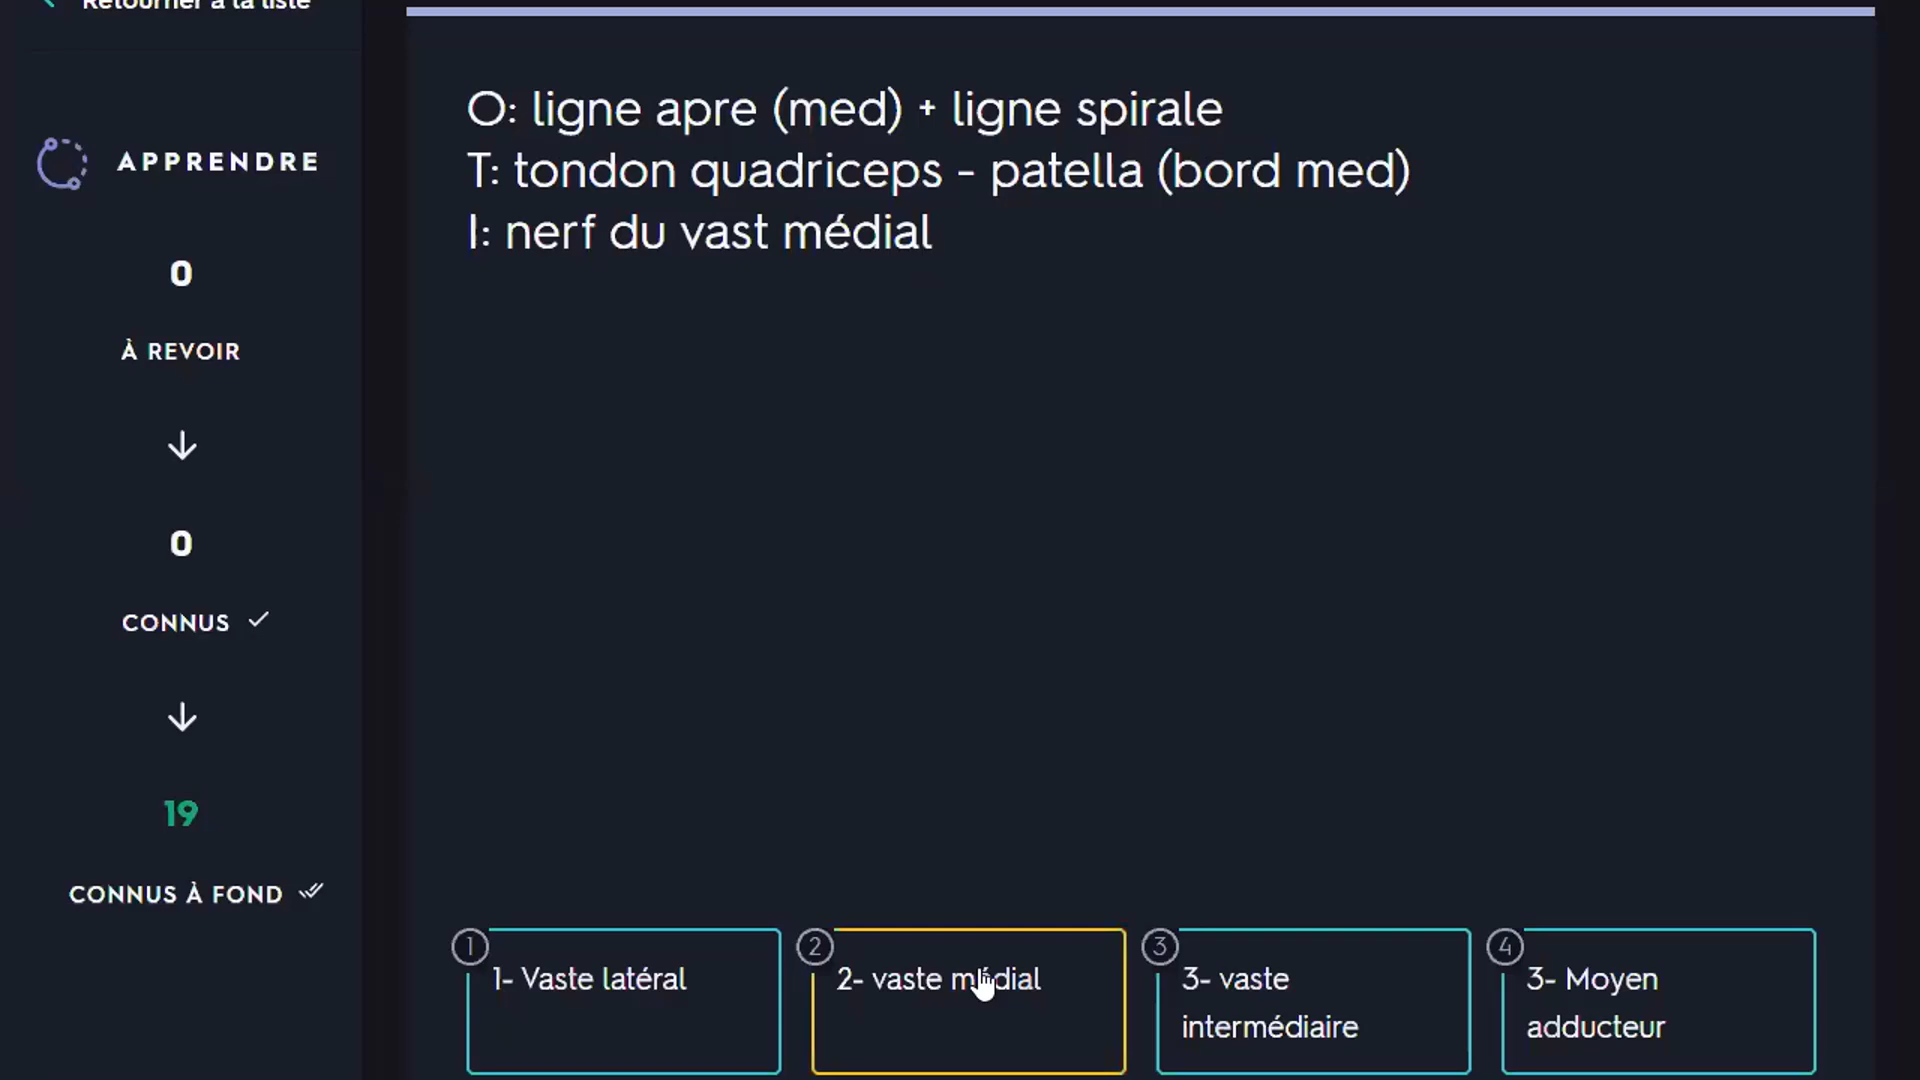 Retourner à la liste
APPRENDRE
0
À REVOIR
0
CONNUS
19
CONNUS À FOND
O: ligne apre (med) + ligne spirale
T: tondon quadriceps - patella (bord med)
I: nerf du vast médial
1
1- Vaste latéral
2
2- vaste médial
3
3- vaste
intermédiaire
4
3- Moyen
adducteur